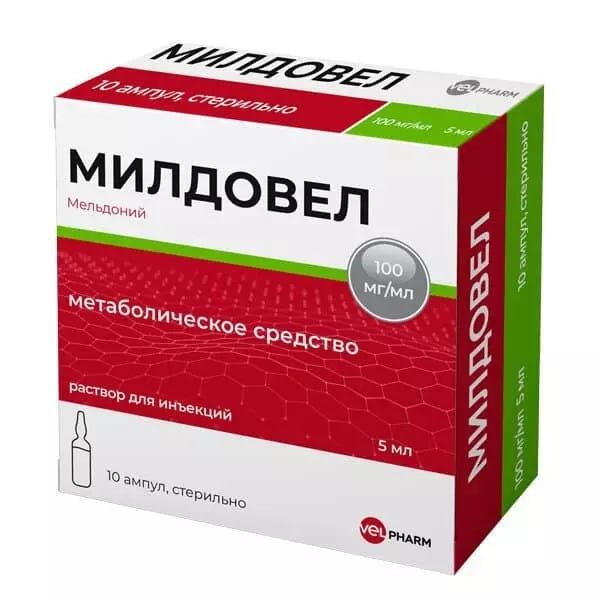 МИЛДОВЕЛ
VELPHARM
10 ампул, стерильно
100 мг/мл 5 мл
МИЛДОВЕЛ
Мельдоний
100
мг/мл
метаболическое средство
раствор для инъекций
5 мл
10 ампул, стерильно
VELPHARM
МИЛДОВЕЛ
100 мг/мл 5 мл
10 ампул, стерильно